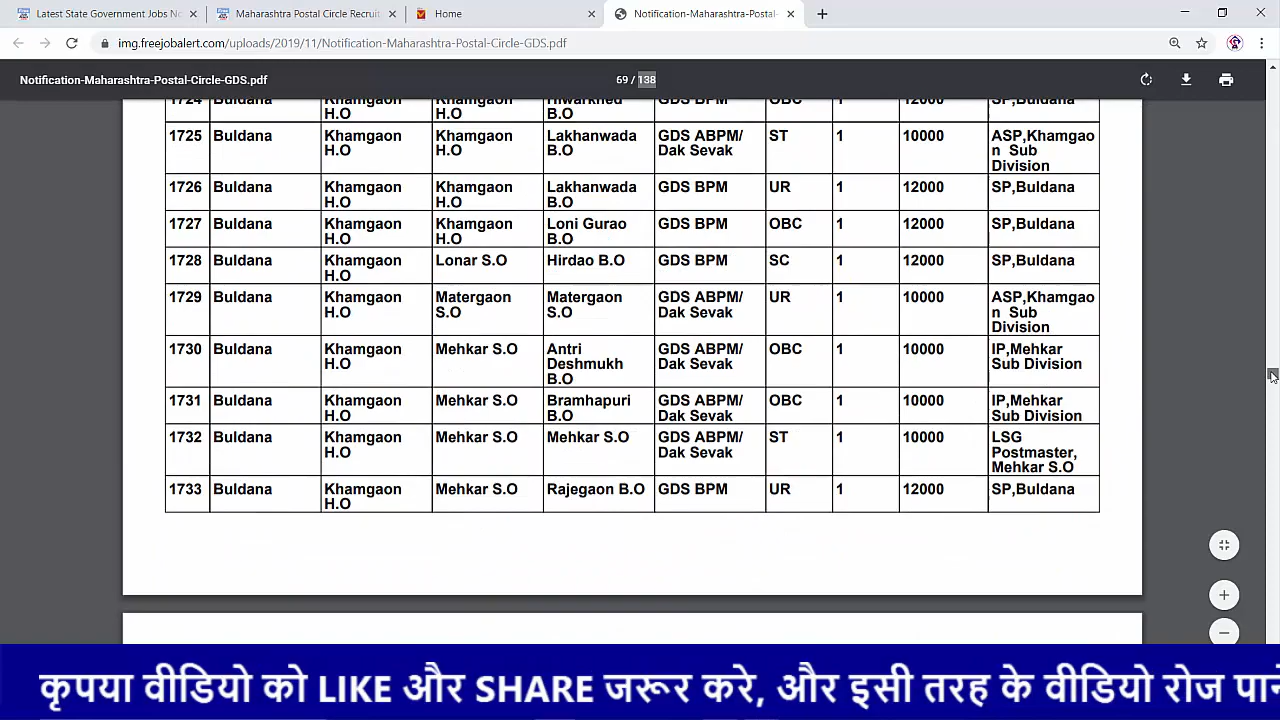 Latest State Government Jobs No
Maharashtra Postal Circle Recruit
Home
Notification-Maharashtra-Postal-
img.freejobalert.com/uploads/2019/11/Notification-Maharashtra-Postal-Circle-GDS.pdf
Notification-Maharashtra-Postal-Circle-GDS.pdf
69 / 138
1724 Buldana Khamgaon H.O Khamgaon H.O Hiwarkhed B.O GDS BPM OBC 1 12000 SP,Buldana
1725 Buldana Khamgaon H.O Khamgaon H.O Lakhanwada B.O GDS ABPM/ Dak Sevak ST 1 10000 ASP,Khamgao n Sub Division
1726 Buldana Khamgaon H.O Khamgaon H.O Lakhanwada B.O GDS BPM UR 1 12000 SP,Buldana
1727 Buldana Khamgaon H.O Khamgaon H.O Loni Gurao B.O GDS BPM OBC 1 12000 SP,Buldana
1728 Buldana Khamgaon H.O Lonar S.O Hirdao B.O GDS BPM SC 1 12000 SP,Buldana
1729 Buldana Khamgaon H.O Matergaon S.O Matergaon S.O GDS ABPM/ Dak Sevak UR 1 10000 ASP,Khamgao n Sub Division
1730 Buldana Khamgaon H.O Mehkar S.O Antri Deshmukh B.O GDS ABPM/ Dak Sevak OBC 1 10000 IP,Mehkar Sub Division
1731 Buldana Khamgaon H.O Mehkar S.O Bramhapuri B.O GDS ABPM/ Dak Sevak OBC 1 10000 IP,Mehkar Sub Division
1732 Buldana Khamgaon H.O Mehkar S.O Mehkar S.O GDS ABPM/ Dak Sevak ST 1 10000 LSG Postmaster, Mehkar S.O
1733 Buldana Khamgaon H.O Mehkar S.O Rajegaon B.O GDS BPM UR 1 12000 SP,Buldana
कृपया वीडियो को LIKE और SHARE जरूर करे, और इसी तरह के वीडियो रोज पाने